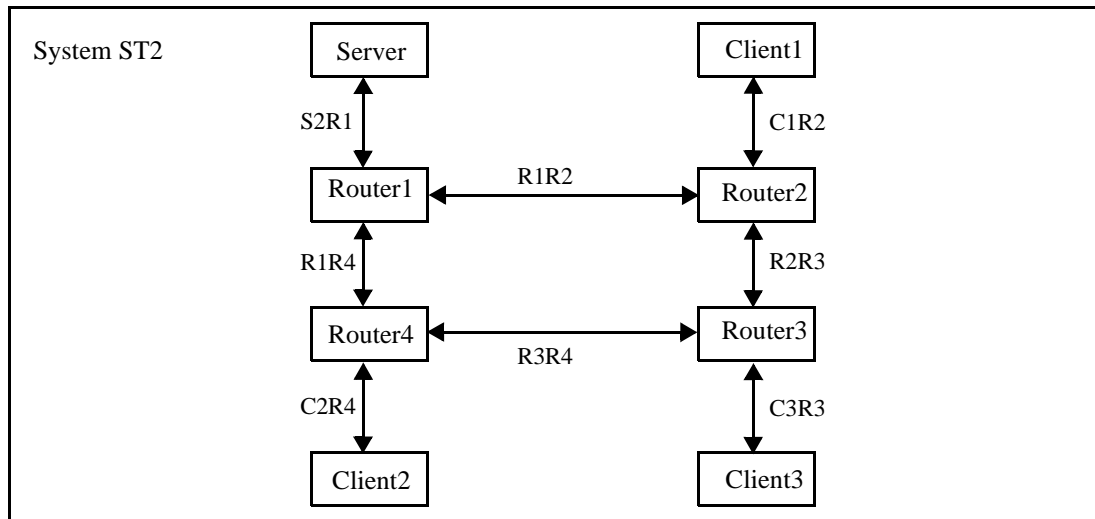 System ST2
Server
Client1
S2R1
C1R2
Router1
R1R2
Router2
R1R4
R2R3
Router4
R3R4
Router3
C2R4
C3R3
Client2
Client3